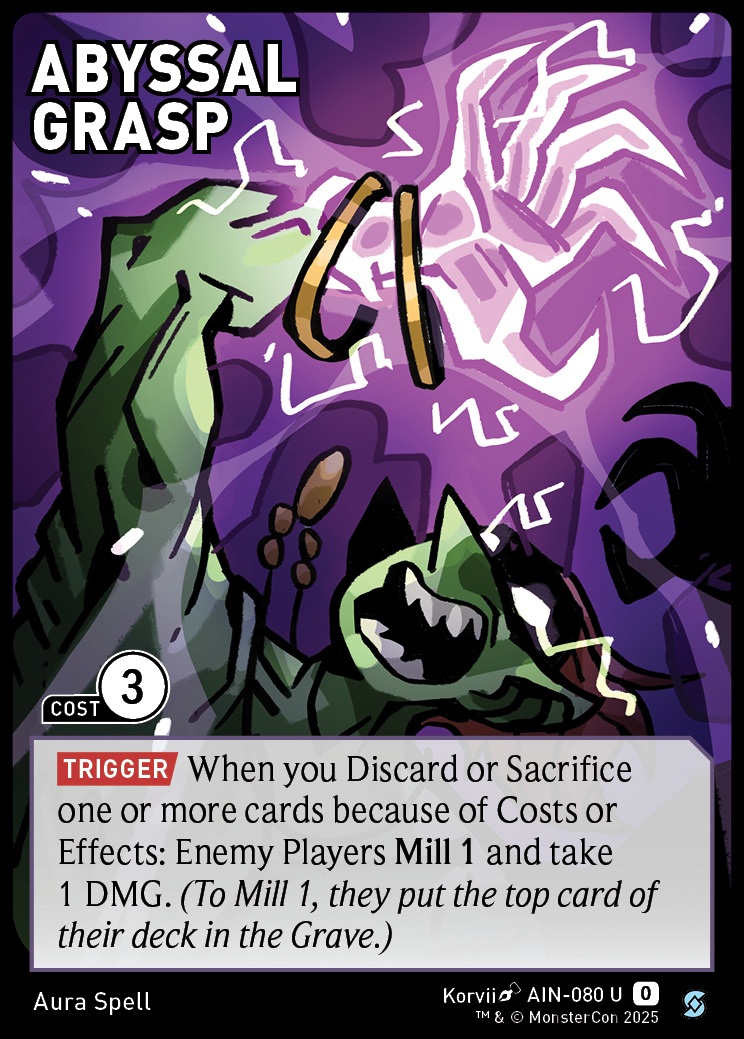 ABYSSAL
GRASP
COST 3
TRIGGER When you Discard or Sacrifice
one or more cards because of Costs or
Effects: Enemy Players Mill 1 and take
1 DMG. (To Mill 1, they put the top card of
their deck in the Grave.)
Aura Spell
Korvii AIN-080 U 0
™ & © MonsterCon 2025